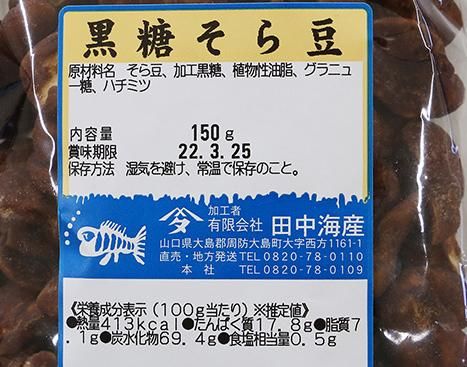 黒糖そら豆
原材料名 そら豆、加工黒糖、植物性油脂、グラニュ
ー糖、ハチミツ
内容量 150g
賞味期限 22.3.25
保存方法 湿気を避け、常温で保存のこと。
加工者
有限会社 田中海産
山口県大島郡周防大島町大字西方1161-1
直売・地方発送 TEL 0820-78-0110
本社 TEL 0820-78-0109
《栄養成分表示(100g当たり)※推定値》
●熱量413kcal●たんぱく質17.8g●脂質7
.1g●炭水化物69.4g●食塩相当量0.5g